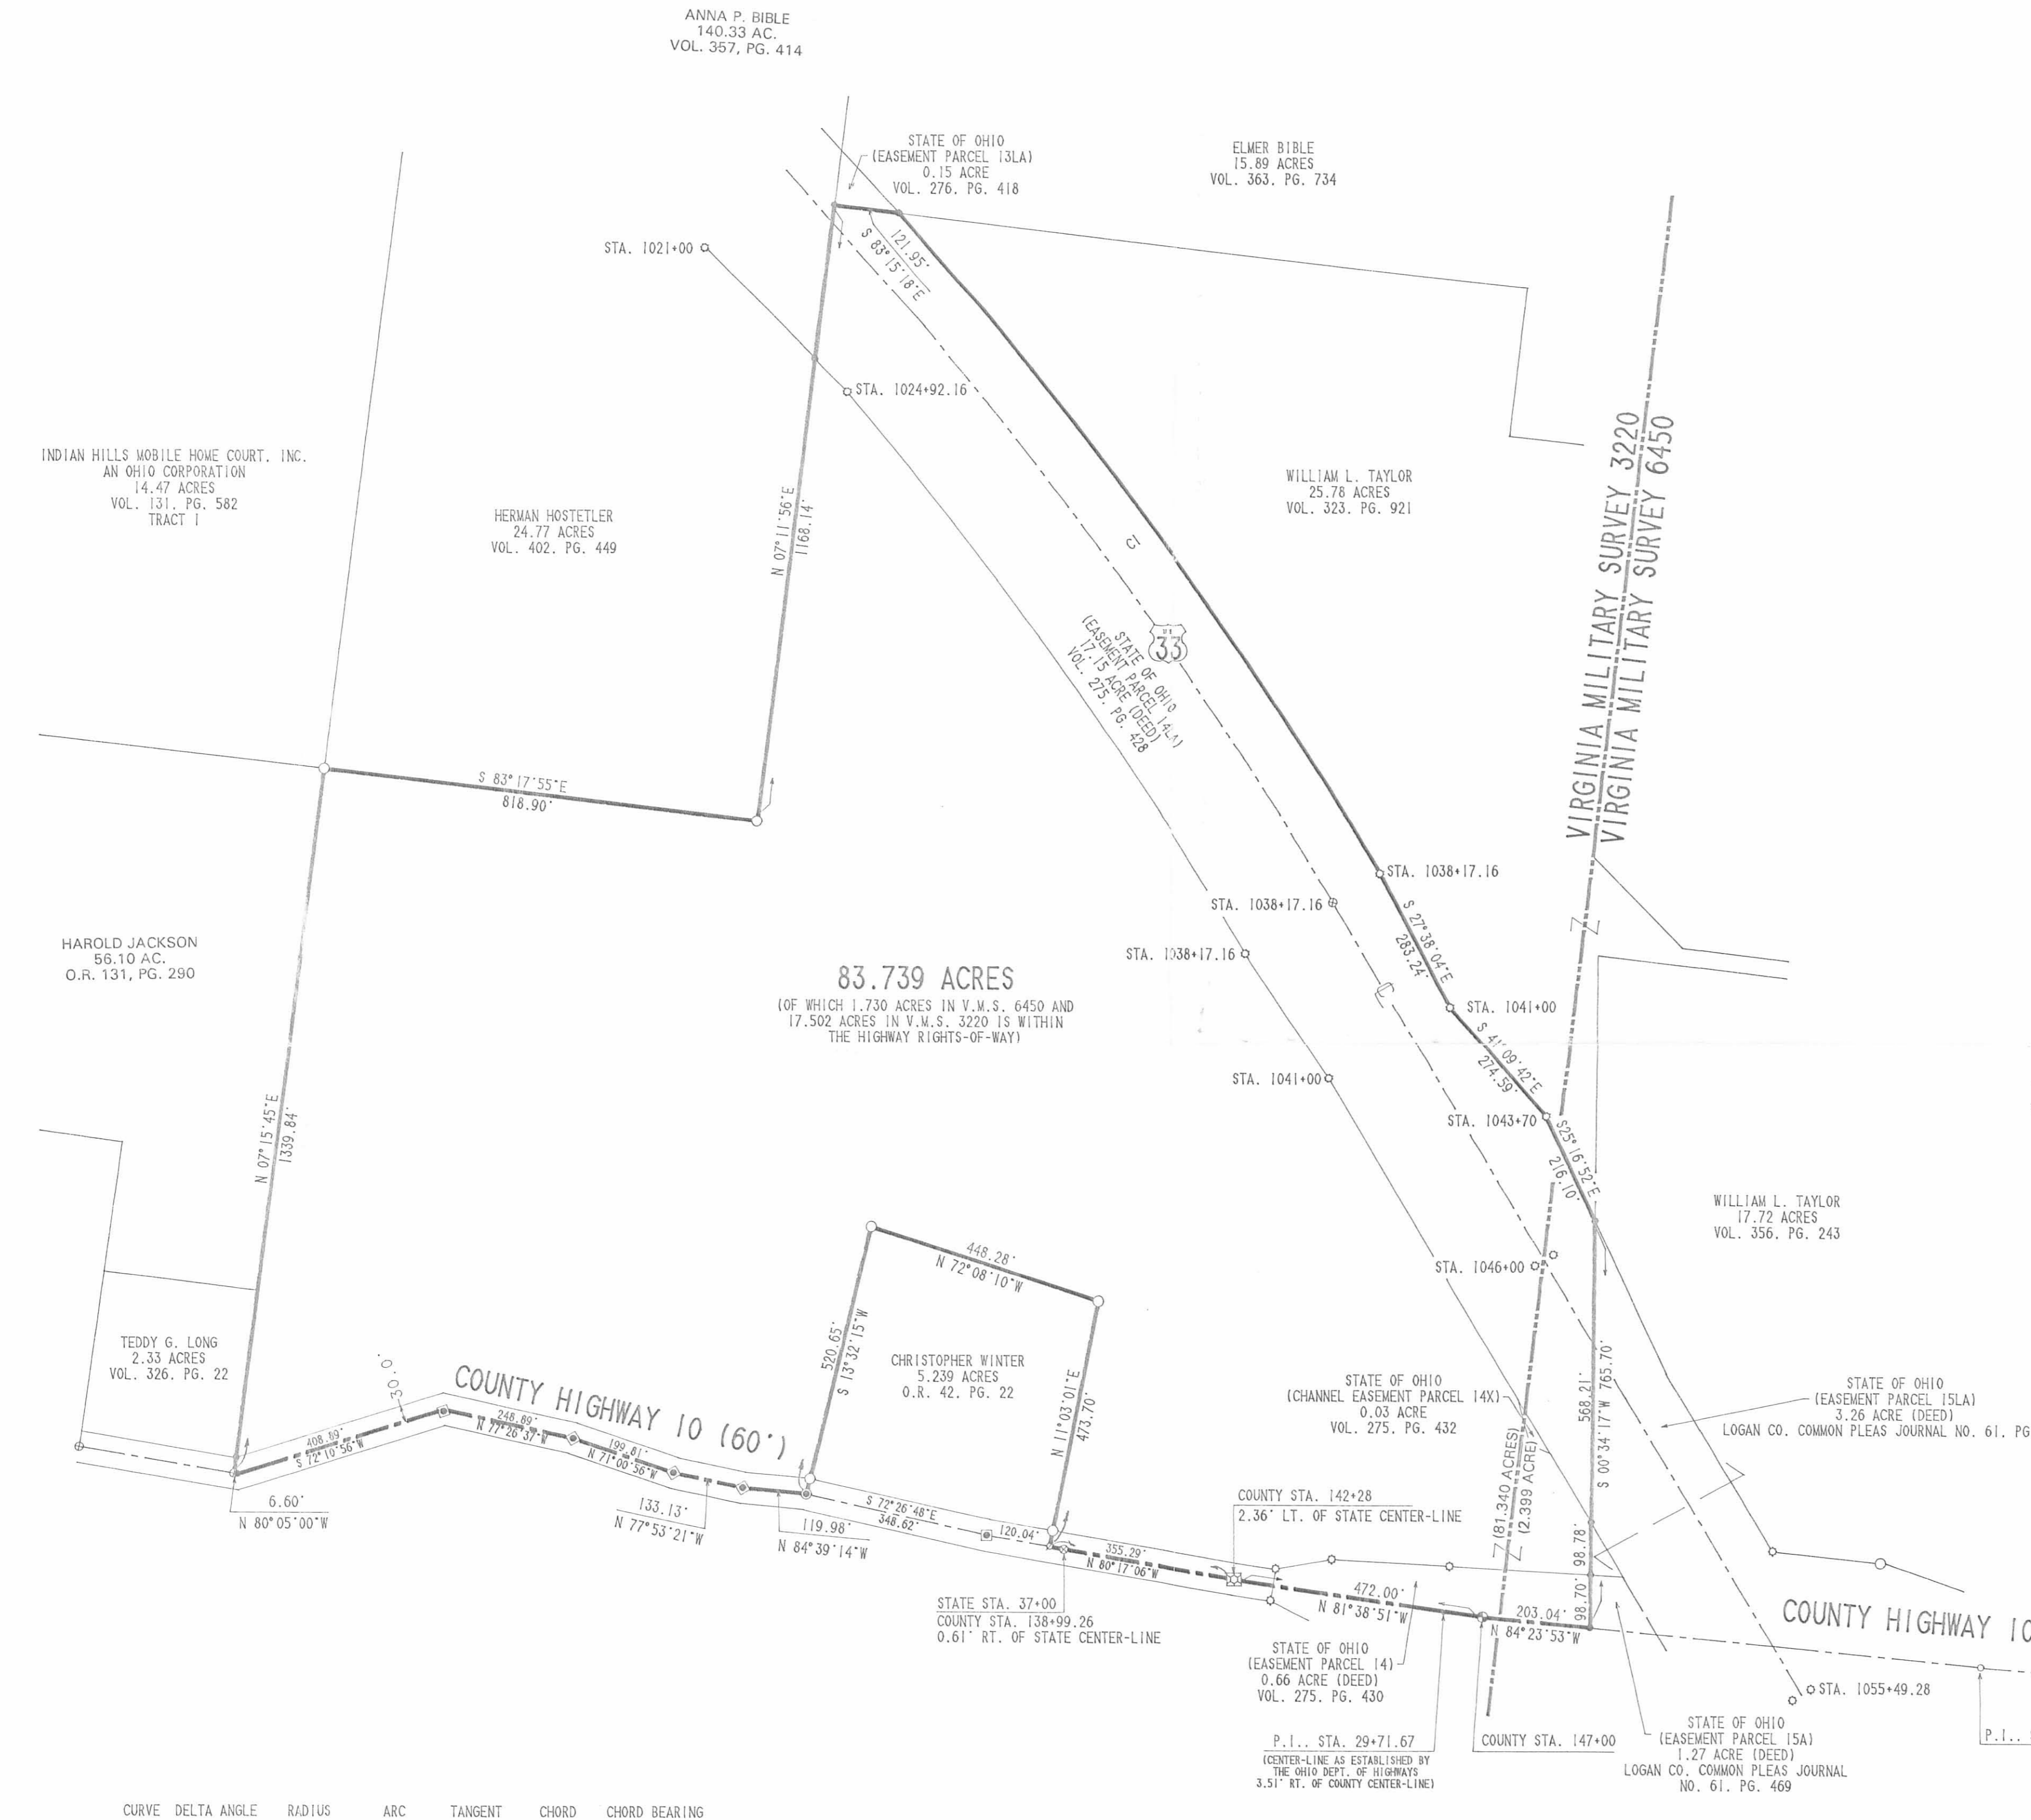 ANNA P. BIBLE
140.33 AC.
VOL. 357, PG. 414
STATE OF OHIO
(EASEMENT PARCEL 13LA)
0.15 ACRE
VOL. 276. PG. 418
ELMER BIBLE
15.89 ACRES
VOL. 363. PG. 734
121.95'
S 83°15'18"E
STA. 1021+00
STA. 1024+92.16
INDIAN HILLS MOBILE HOME COURT. INC.
AN OHIO CORPORATION
14.47 ACRES
VOL. 131. PG. 582
TRACT 1
HERMAN HOSTETLER
24.77 ACRES
VOL. 402. PG. 449
N 07°11'56"E
1168.14'
WILLIAM L. TAYLOR
25.78 ACRES
VOL. 323. PG. 921
VIRGINIA MILITARY SURVEY 3220
VIRGINIA MILITARY SURVEY 6450
33
STATE OF OHIO
(EASEMENT PARCEL 14LA)
17.15 ACRE (DEED)
VOL. 275. PG. 428
S 83°17'55"E
818.90'
STA. 1038+17.16
STA. 1038+17.16
STA. 1038+17.16
S 27°38'04"E
283.24'
HAROLD JACKSON
56.10 AC.
O.R. 131, PG. 290
83.739 ACRES
(OF WHICH 1.730 ACRES IN V.M.S. 6450 AND
17.502 ACRES IN V.M.S. 3220 IS WITHIN
THE HIGHWAY RIGHTS-OF-WAY)
STA. 1041+00
S 41°09'42"E
274.59'
STA. 1041+00
STA. 1043+70
S25°16'52"E
216.10'
N 07°15'45"E
1339.84'
WILLIAM L. TAYLOR
17.72 ACRES
VOL. 356. PG. 243
448.28'
N 72°08'10"W
520.65'
S 13°32'15"W
STA. 1046+00
TEDDY G. LONG
2.33 ACRES
VOL. 326. PG. 22
30.0'
COUNTY HIGHWAY 10 (60')
CHRISTOPHER WINTER
5.239 ACRES
O.R. 42. PG. 22
N 11°03'01"E
473.70'
STATE OF OHIO
(CHANNEL EASEMENT PARCEL 14X)
0.03 ACRE
VOL. 275. PG. 432
568.21'
S 00°34'17"W 765.70'
STATE OF OHIO
(EASEMENT PARCEL 15LA)
3.26 ACRE (DEED)
LOGAN CO. COMMON PLEAS JOURNAL NO. 61. PG
408.09'
S 72°10'56"W
248.89'
N 77°26'37"W
199.81'
N 71°00'56"W
6.60'
N 80°05'00"W
133.13'
N 77°53'21"W
119.98'
N 84°39'14"W
S 72°26'48"E
348.62'
120.04'
355.29'
N 80°17'06"W
COUNTY STA. 142+28
2.36' LT. OF STATE CENTER-LINE
(81.340 ACRES)
(2.399 ACRE)
98.78'
98.70'
472.00'
N 81°38'51"W
203.04'
N 84°23'53"W
STATE STA. 37+00
COUNTY STA. 138+99.26
0.61' RT. OF STATE CENTER-LINE
COUNTY HIGHWAY 10
STATE OF OHIO
(EASEMENT PARCEL 14)
0.66 ACRE (DEED)
VOL. 275. PG. 430
STA. 1055+49.28
P.I.. STA. 29+71.67
(CENTER-LINE AS ESTABLISHED BY
THE OHIO DEPT. OF HIGHWAYS
3.51' RT. OF COUNTY CENTER-LINE)
COUNTY STA. 147+00
STATE OF OHIO
(EASEMENT PARCEL 15A)
1.27 ACRE (DEED)
LOGAN CO. COMMON PLEAS JOURNAL
NO. 61. PG. 469
P.I..
CURVE DELTA ANGLE RADIUS ARC TANGENT CHORD CHORD BEARING